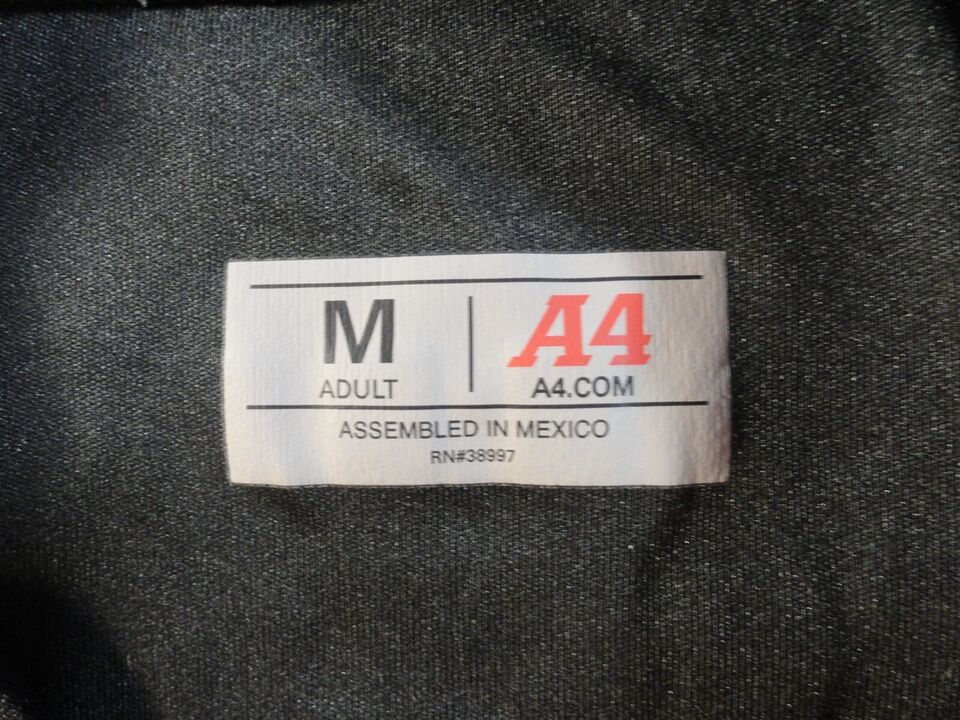 M
ADULT
A4
A4.COM
ASSEMBLED IN MEXICO
RN#38997